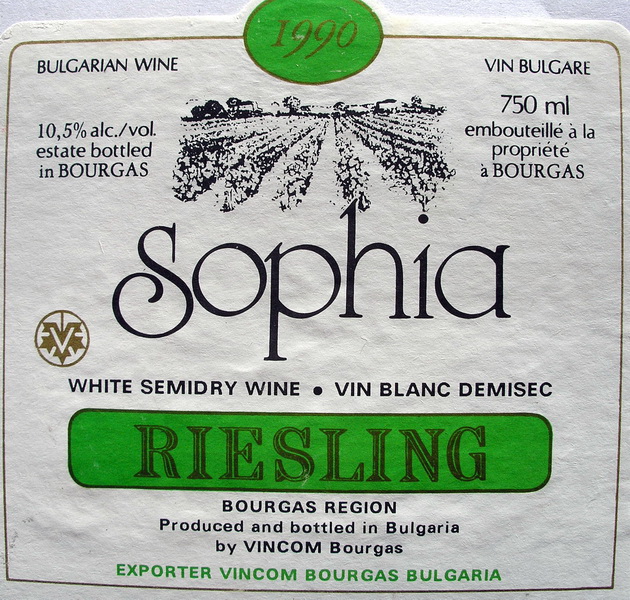 1990
BULGARIAN WINE
VIN BULGARE
10,5% alc./vol.
estate bottled
in BOURGAS
750 ml
embouteillé à la
propriété
à BOURGAS
Sophia
WHITE SEMIDRY WINE • VIN BLANC DEMISEC
RIESLING
BOURGAS REGION
Produced and bottled in Bulgaria
by VINCOM Bourgas
EXPORTER VINCOM BOURGAS BULGARIA